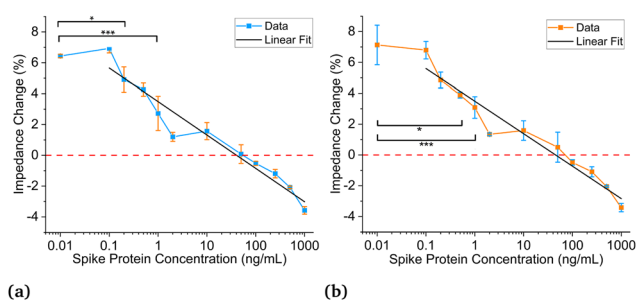 (a)
8
6
4
2
0
-2
-4
Impedance Change (%)
*
***
Data
Linear Fit
0.01 0.1 1 10 100 1000
Spike Protein Concentration (ng/mL)
(b)
8
6
4
2
0
-2
-4
Impedance Change (%)
Data
Linear Fit
*
***
0.01 0.1 1 10 100 1000
Spike Protein Concentration (ng/mL)